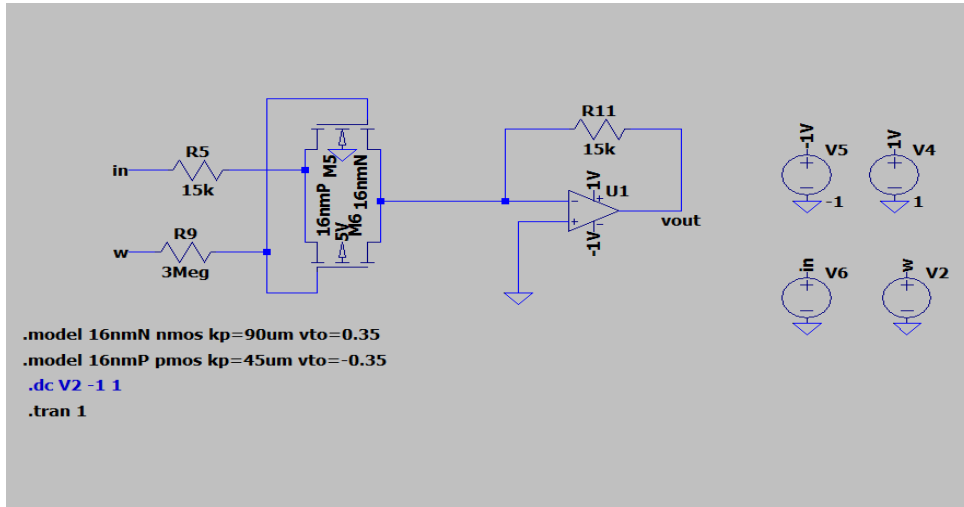 R11
15k
-1V
V5
-1
1V
V4
1
in
R5
15k
M5
16nmP
16nmN
5V
M6
1V
U1
-1V
vout
w
R9
3Meg
in
V6
w
V2
.model 16nmN nmos kp=90um vto=0.35
.model 16nmP pmos kp=45um vto=-0.35
.dc V2 -1 1
.tran 1